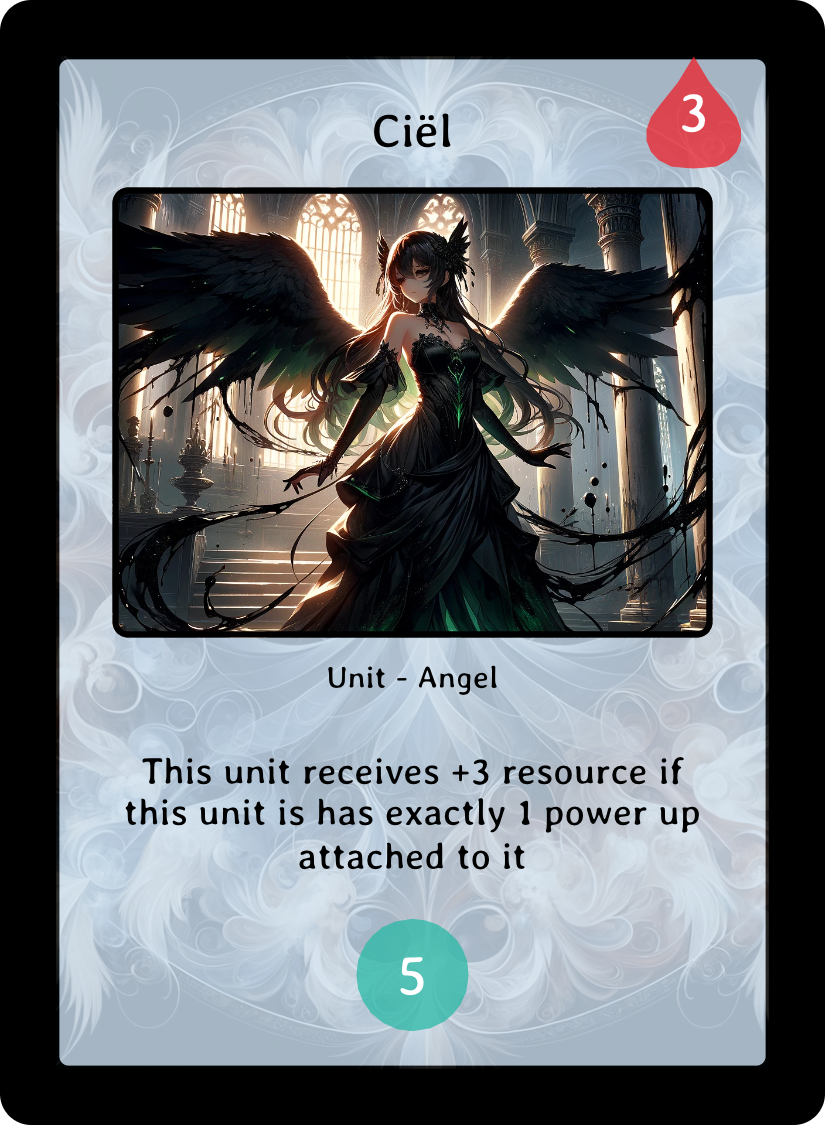 Ciël
3
Unit - Angel
This unit receives +3 resource if
this unit is has exactly 1 power up
attached to it
5